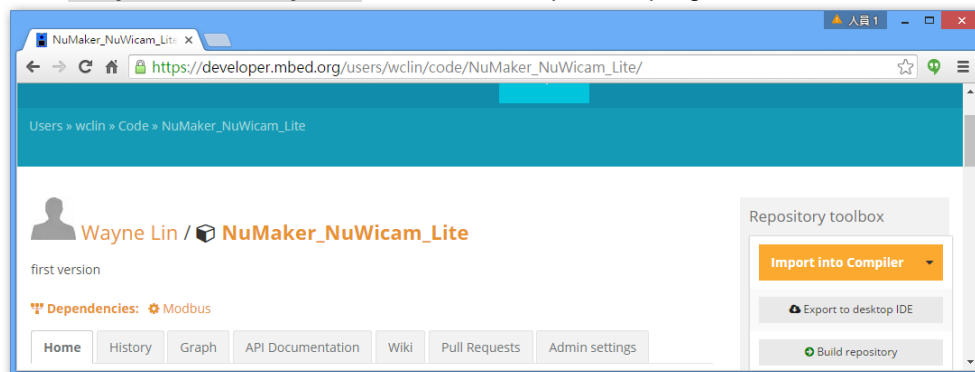 人員 1
NuMaker_NuWicam_Lite
https://developer.mbed.org/users/wclin/code/NuMaker_NuWicam_Lite/
Users » wclin » Code » NuMaker_NuWicam_Lite
Wayne Lin / NuMaker_NuWicam_Lite
first version
Dependencies: Modbus
Home History Graph API Documentation Wiki Pull Requests Admin settings
Repository toolbox
Import into Compiler
Export to desktop IDE
Build repository